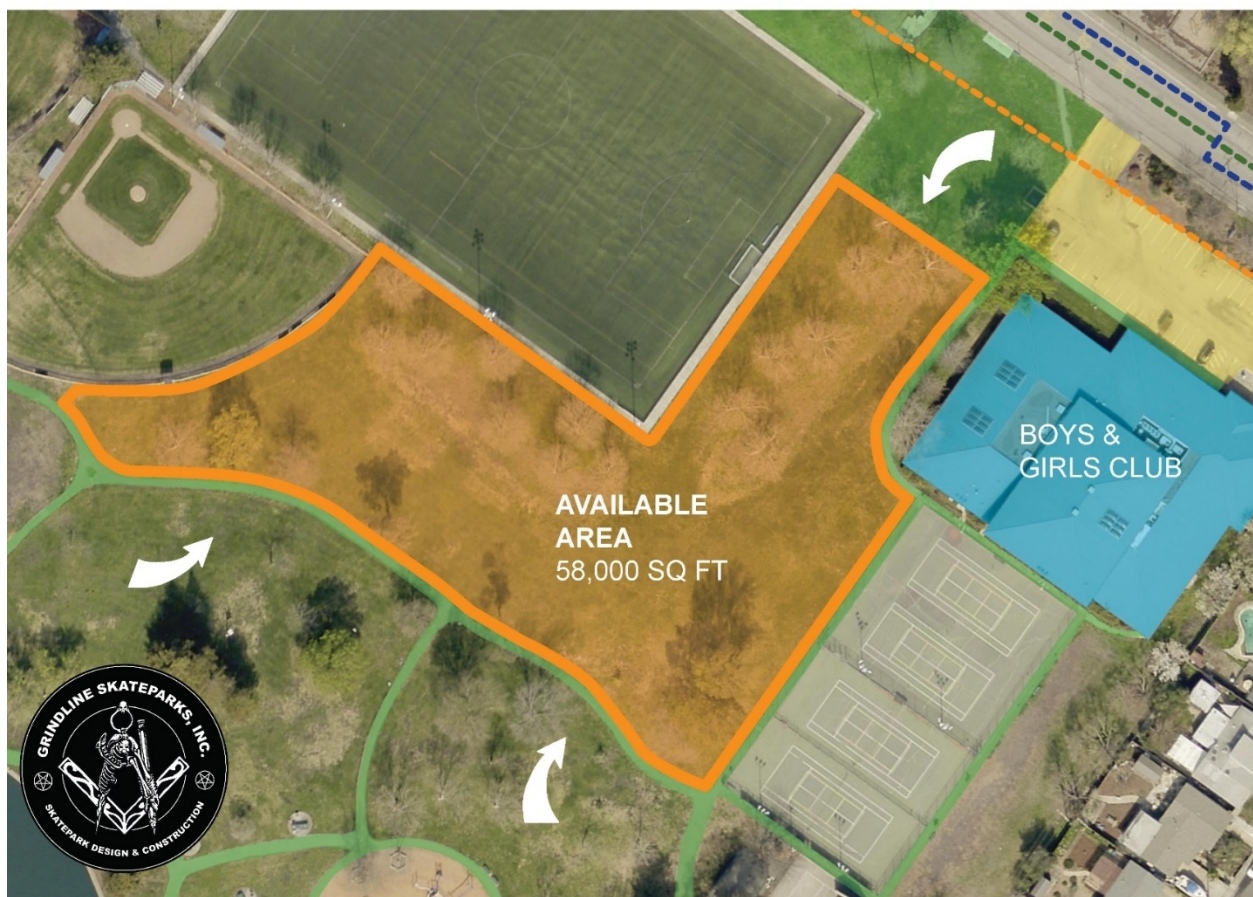 BOYS &
GIRLS CLUB
AVAILABLE
AREA
58,000 SQ FT
GRINDLINE SKATEPARKS, INC.
SKATEPARK DESIGN & CONSTRUCTION